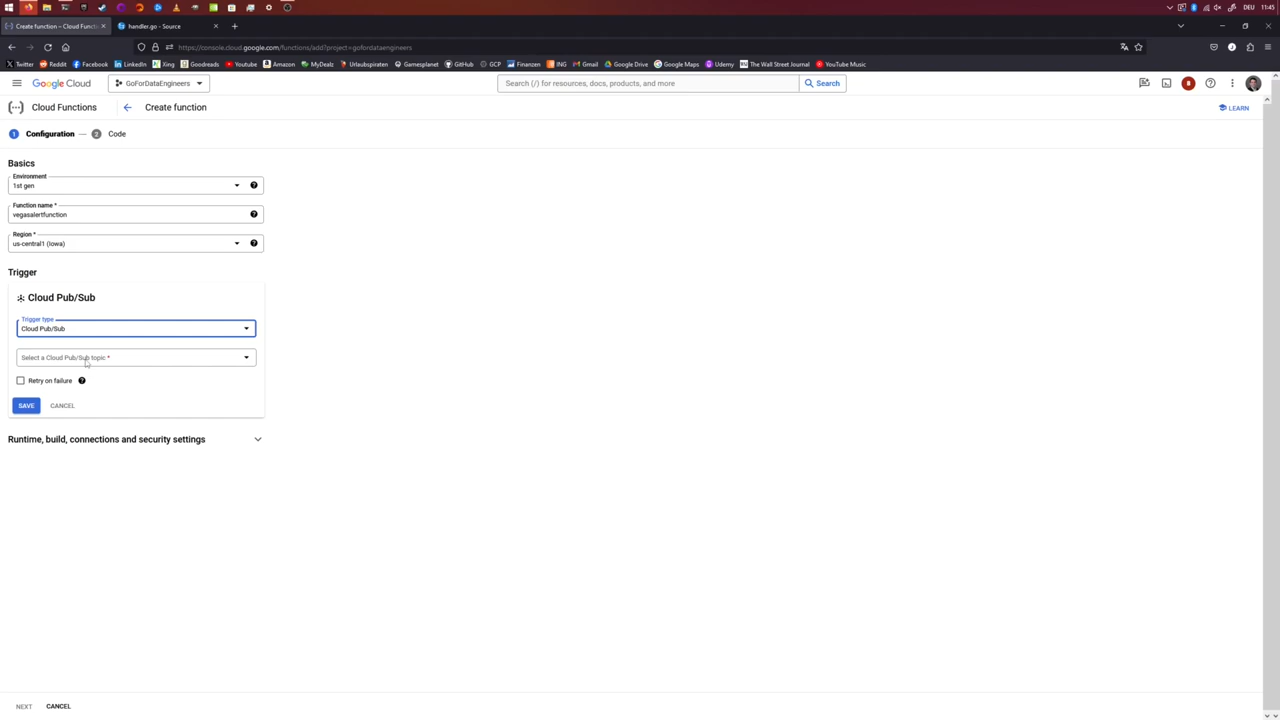 DEU 11:45
Create function – Cloud Functi
handler.go - Source
https://console.cloud.google.com/functions/add?project=gofordataengineers
Twitter Reddit Facebook LinkedIn Xing Goodreads Youtube Amazon MyDealz Urlaubspiraten Gamesplanet GCP GitHub Finanzen ING Gmail Google Drive Google Maps Udemy The Wall Street Journal YouTube Music
Google Cloud GoForDataEngineers Search (/) for resources, docs, products, and more Search
Cloud Functions Create function LEARN
1 Configuration — 2 Code
Basics
Environment
1st gen
Function name *
vegasalertfunction
Region *
us-central1 (Iowa)
Trigger
Cloud Pub/Sub
Trigger type
Cloud Pub/Sub
Select a Cloud Pub/Sub topic *
Retry on failure
SAVE CANCEL
Runtime, build, connections and security settings
NEXT CANCEL